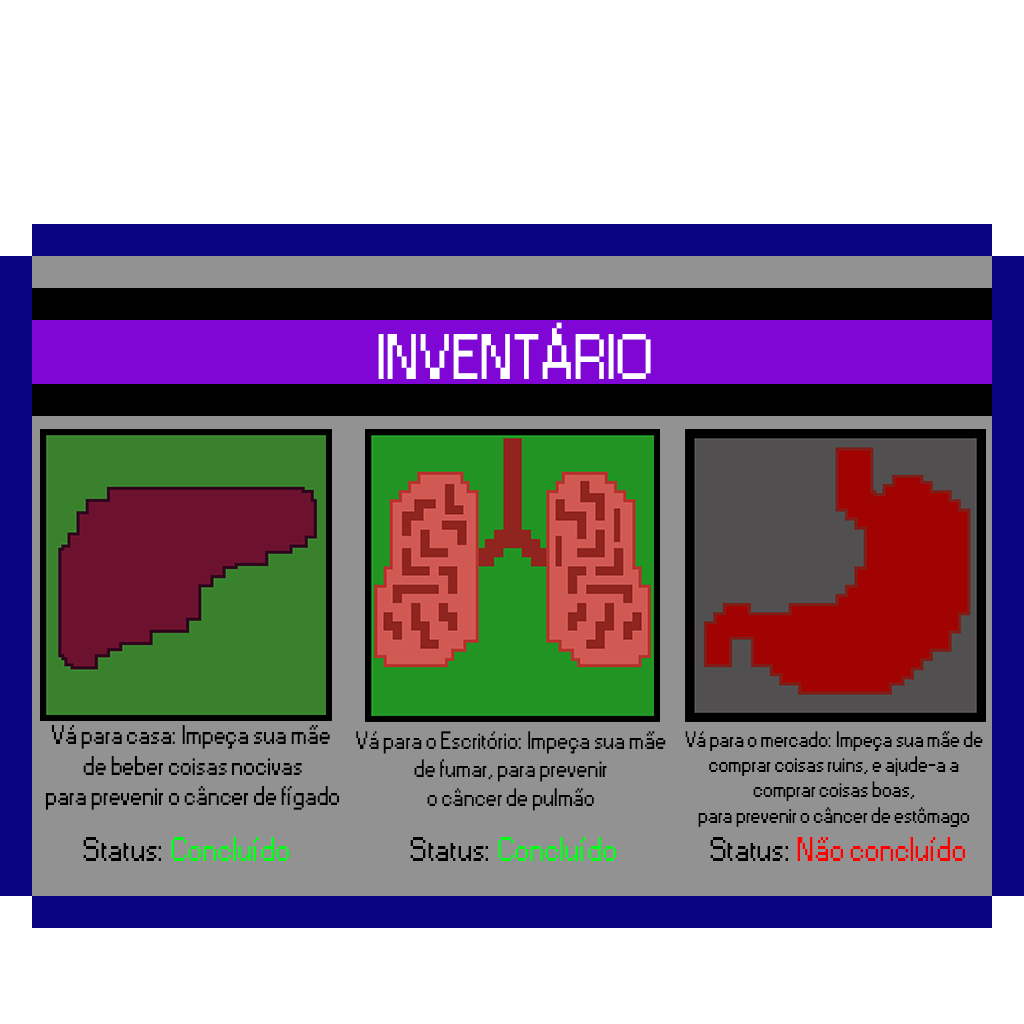 INVENTÁRIO
Vá para casa: Impeça sua mãe
de beber coisas nocivas
para prevenir o câncer de fígado
Status: Concluído
Vá para o Escritório: Impeça sua mãe
de fumar, para prevenir
o câncer de pulmão
Status: Concluído
Vá para o mercado: Impeça sua mãe de
comprar coisas ruins, e ajude-a a
comprar coisas boas,
para prevenir o câncer de estômago
Status: Não concluído